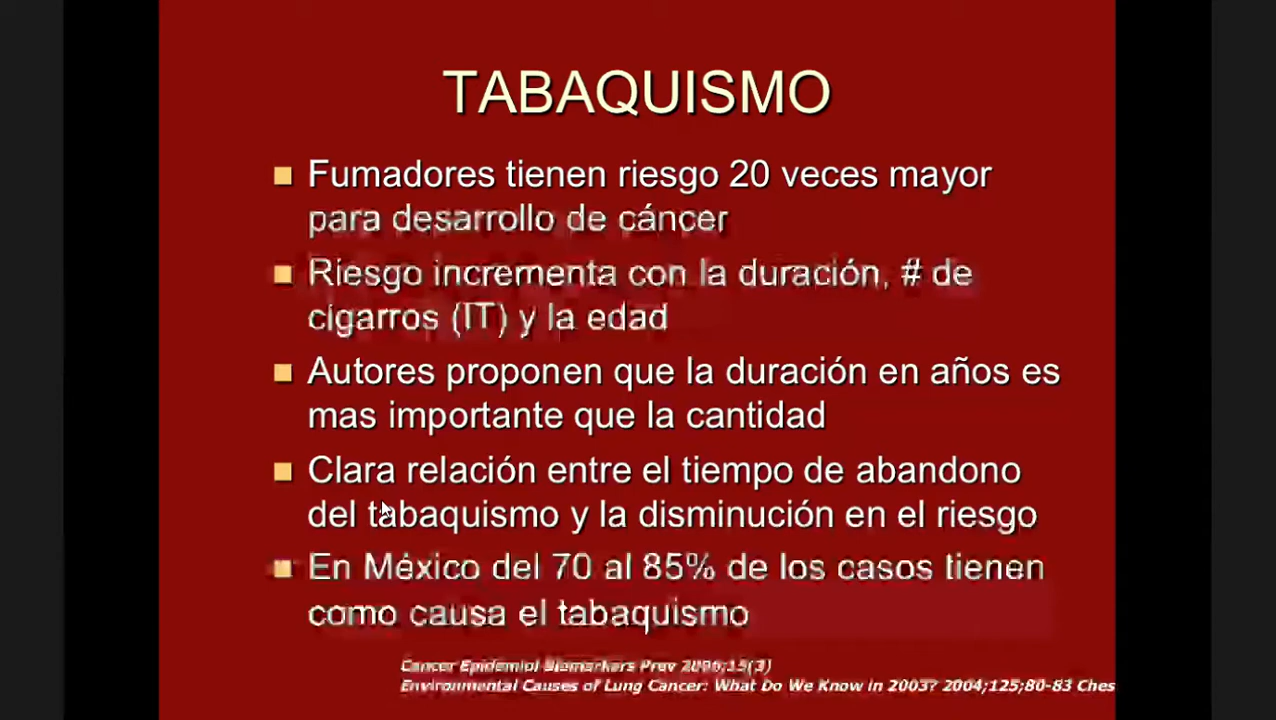 TABAQUISMO
Fumadores tienen riesgo 20 veces mayor
para desarrollo de cáncer
Riesgo incrementa con la duración, # de
cigarros (IT) y la edad
Autores proponen que la duración en años es
mas importante que la cantidad
Clara relación entre el tiempo de abandono
del tabaquismo y la disminución en el riesgo
En México del 70 al 85% de los casos tienen
como causa el tabaquismo
Cancer Epidemiol Biomarkers Prev 2006;15(3)
Environmental Causes of Lung Cancer: What Do We Know in 2003? 2004;125;80-83 Ches